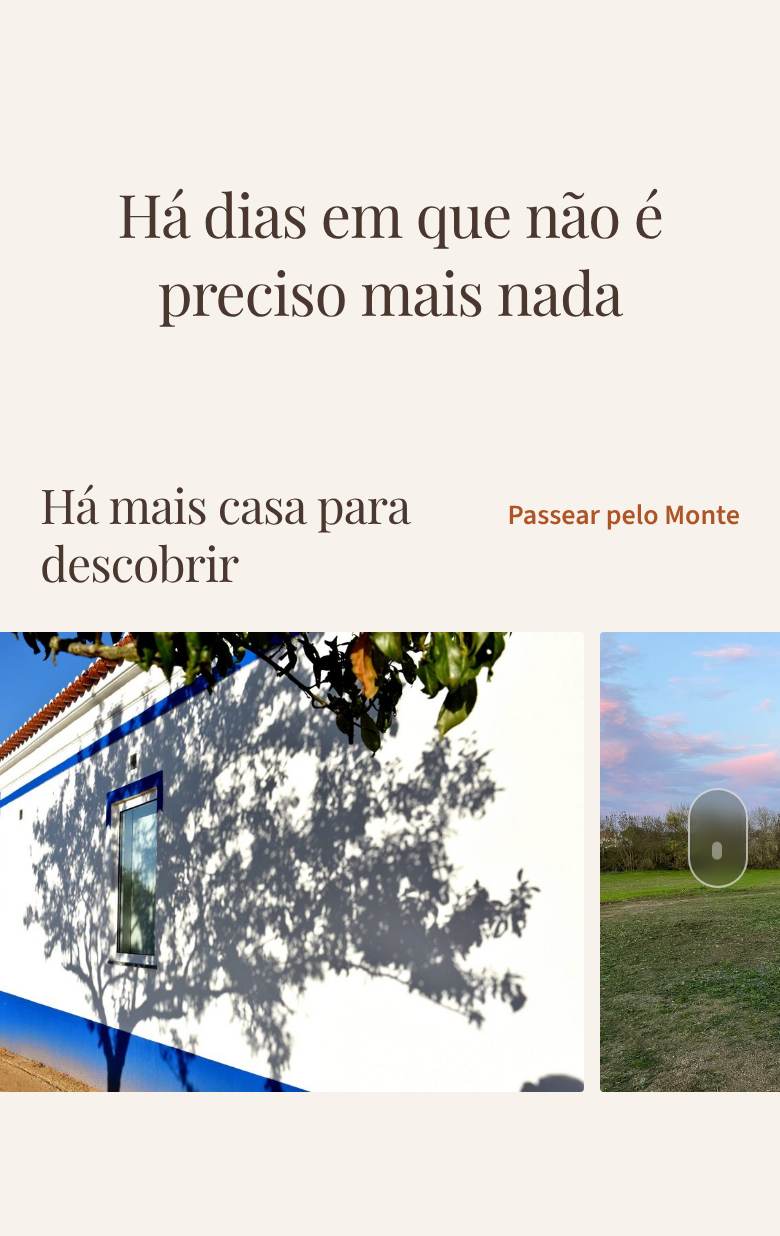 Há dias em que não é
preciso mais nada
Há mais casa para
descobrir
Passear pelo Monte